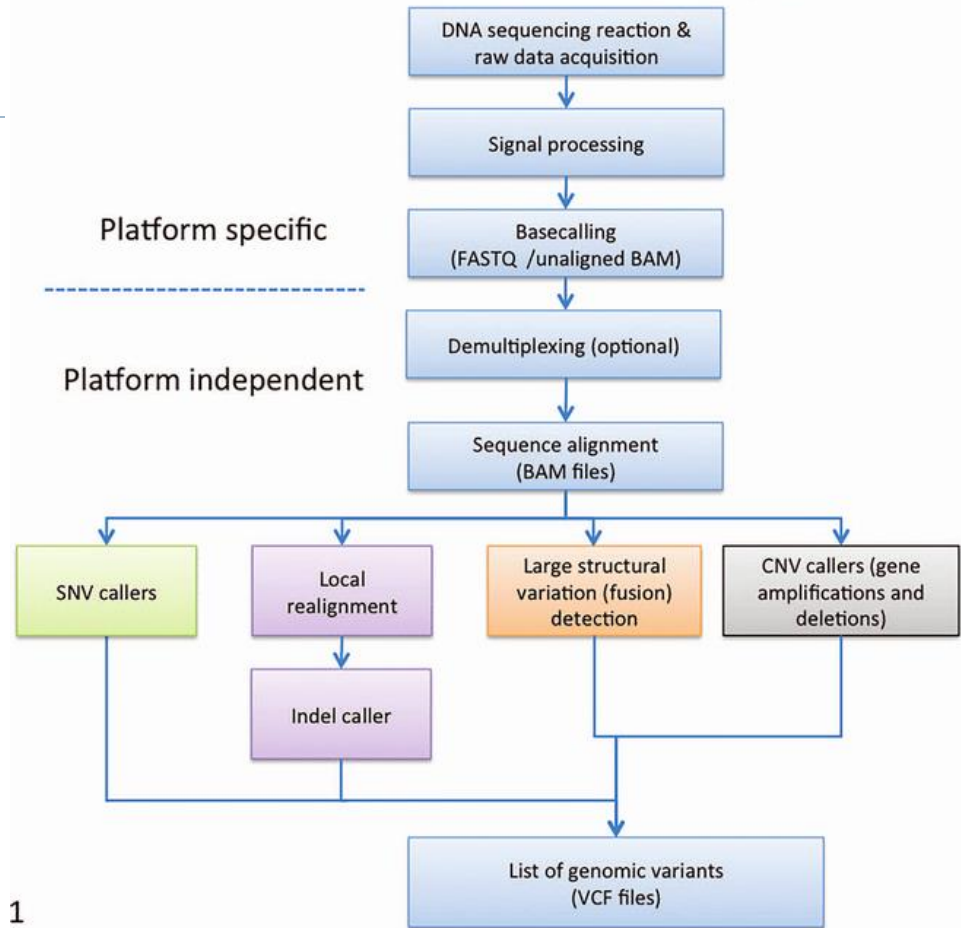 DNA sequencing reaction &
raw data acquisition
Signal processing
Platform specific
Basecalling
(FASTQ /unaligned BAM)
Demultiplexing (optional)
Platform independent
Sequence alignment
(BAM files)
SNV callers
Local
realignment
Large structural
variation (fusion)
detection
CNV callers (gene
amplifications and
deletions)
Indel caller
List of genomic variants
(VCF files)
1